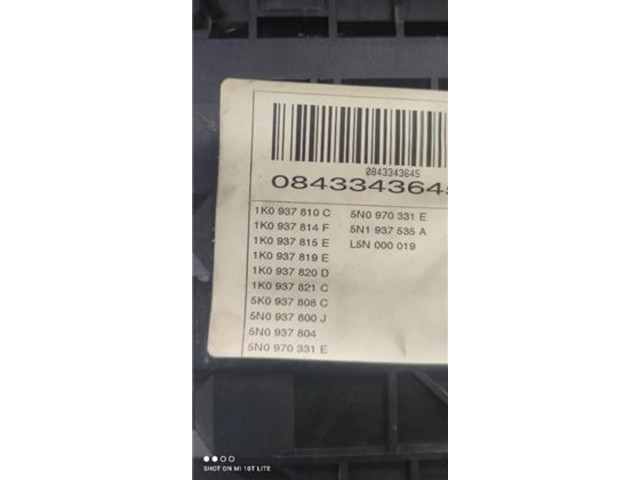 0843343645
084334364
1K0 937 810 C 5N0 970 331 E
1K0 937 814 F 5N1 937 535 A
1K0 937 815 E L5N 000 019
1K0 937 819 E
1K0 937 820 D
1K0 937 821 C
5K0 937 808 C
5N0 937 800 J
5N0 937 804
5N0 970 331 E
SHOT ON MI 10T LITE